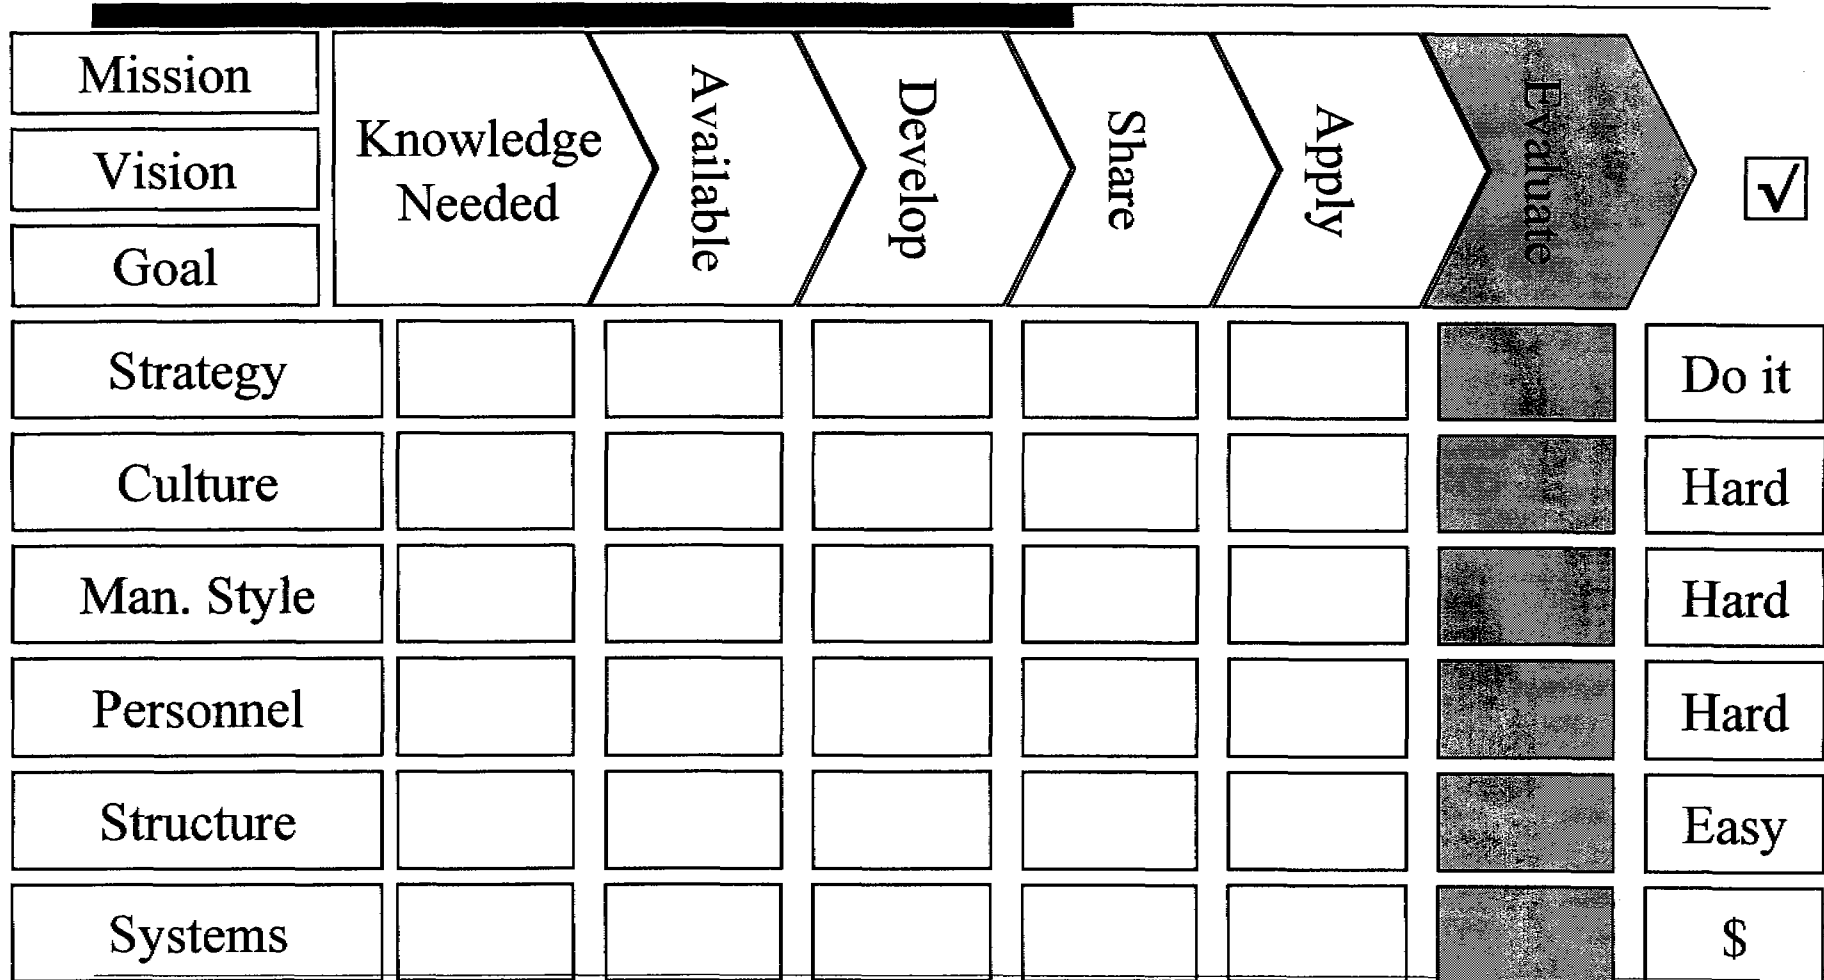 Mission
Vision
Goal
Knowledge
Needed
Available
Develop
Share
Apply
Evaluate
√
Strategy
Do it
Culture
Hard
Man. Style
Hard
Personnel
Hard
Structure
Easy
Systems
$